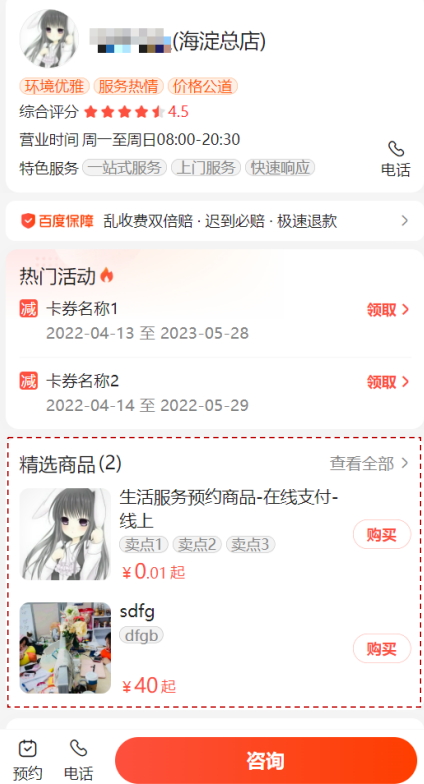 (海淀总店)
环境优雅 服务热情 价格公道
综合评分 4.5
营业时间 周一至周日08:00-20:30
特色服务 一站式服务 上门服务 快速响应
电话
百度保障 乱收费双倍赔 · 迟到必赔 · 极速退款
热门活动
减 卡券名称1 领取
2022-04-13 至 2023-05-28
减 卡券名称2 领取
2022-04-14 至 2022-05-29
精选商品(2) 查看全部
生活服务预约商品-在线支付-
线上
购买
卖点1 卖点2 卖点3
¥0.01起
sdfg
dfgb
购买
¥40起
预约 电话 咨询